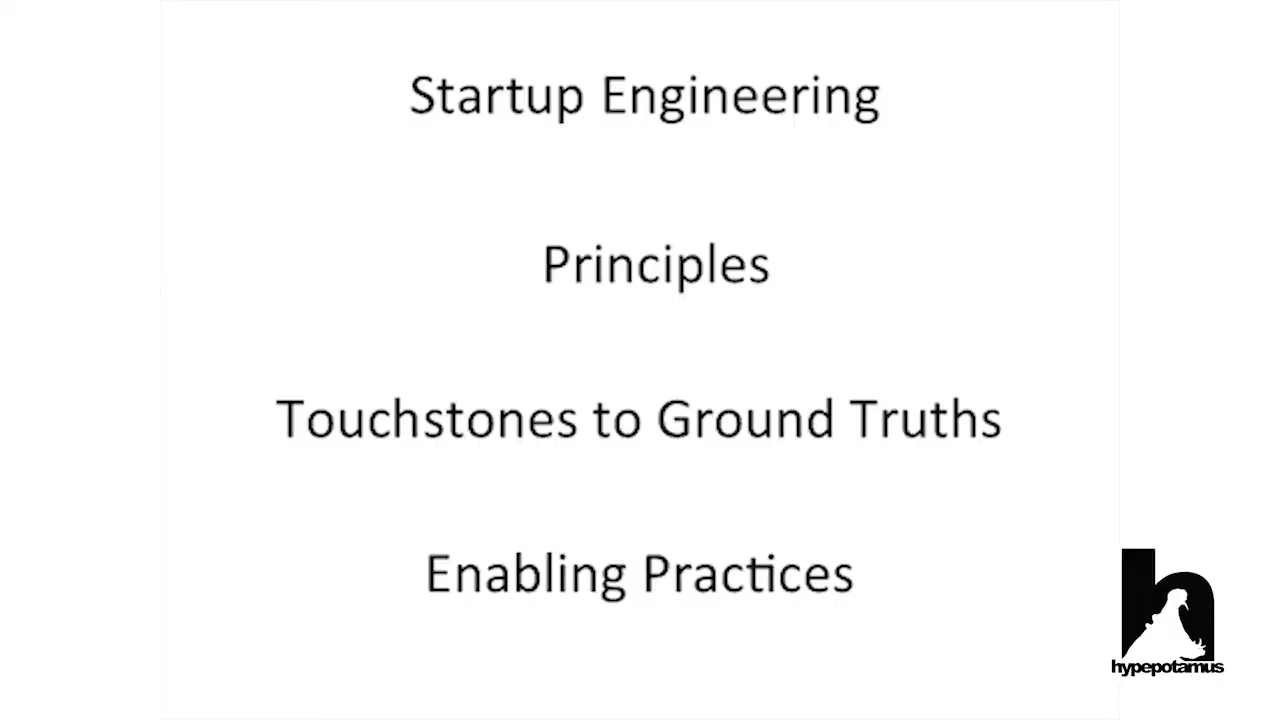 Startup Engineering
Principles
Touchstones to Ground Truths
Enabling Practices
h
hypepotamus